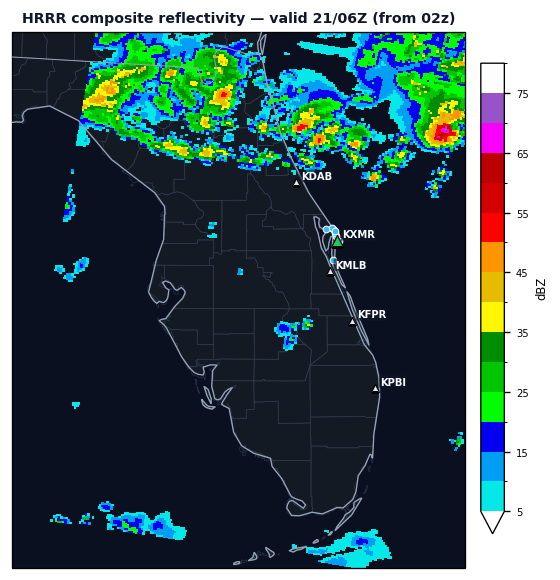 HRRR composite reflectivity — valid 21/06Z (from 02z)
KDAB
KXMR
KMLB
KFPR
KPBI
75
65
55
45
35
25
15
5
dBZ